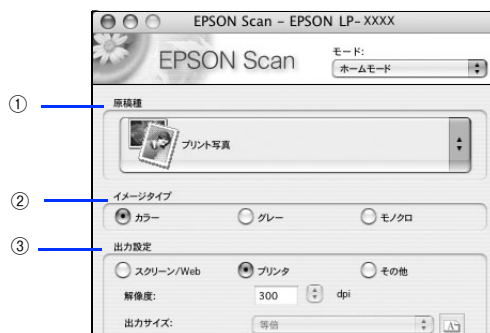 EPSON Scan - EPSON LP-XXXX
EPSON Scan
モード:
ホームモード
① 原稿種
プリント写真
② イメージタイプ
カラー グレー モノクロ
③ 出力設定
スクリーン/Web プリンタ その他
解像度: 300 dpi
出力サイズ: 等倍
A